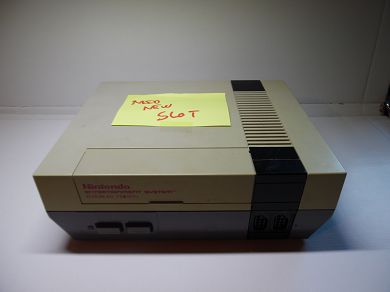 NEED
NEW
SLOT
Nintendo
ENTERTAINMENT SYSTEM